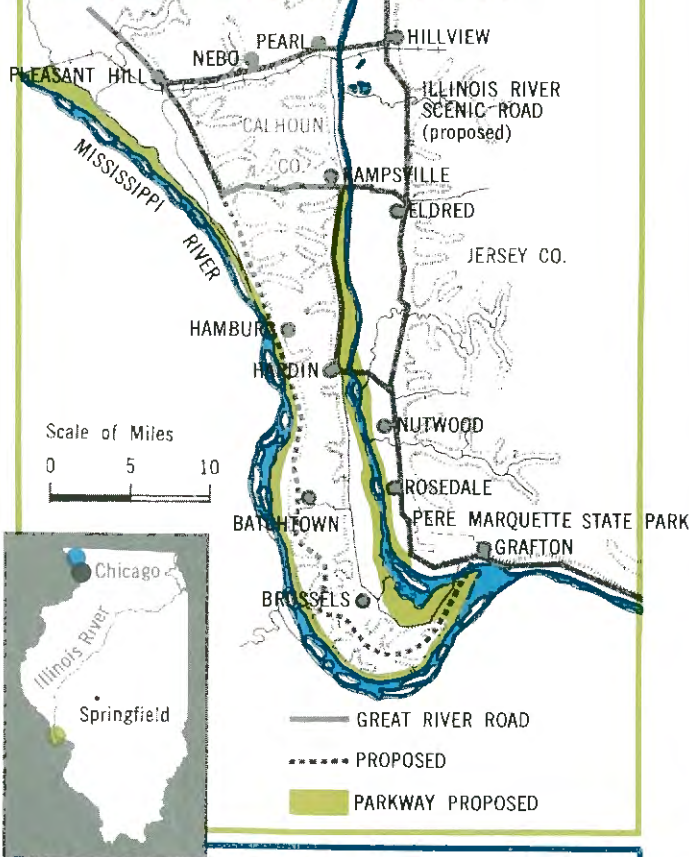 PEARL
HILLVIEW
NEBO
PLEASANT HILL
ILLINOIS RIVER
SCENIC ROAD
(proposed)
CALHOUN
CO.
MISSISSIPPI
RIVER
KAMPSVILLE
ELDRED
JERSEY CO.
HAMBURG
HARDIN
NUTWOOD
Scale of Miles
0 5 10
ROSEDALE
BATCHTOWN
PERE MARQUETTE STATE PARK
GRAFTON
BRUSSELS
Chicago
Illinois River
Springfield
GREAT RIVER ROAD
PROPOSED
PARKWAY PROPOSED